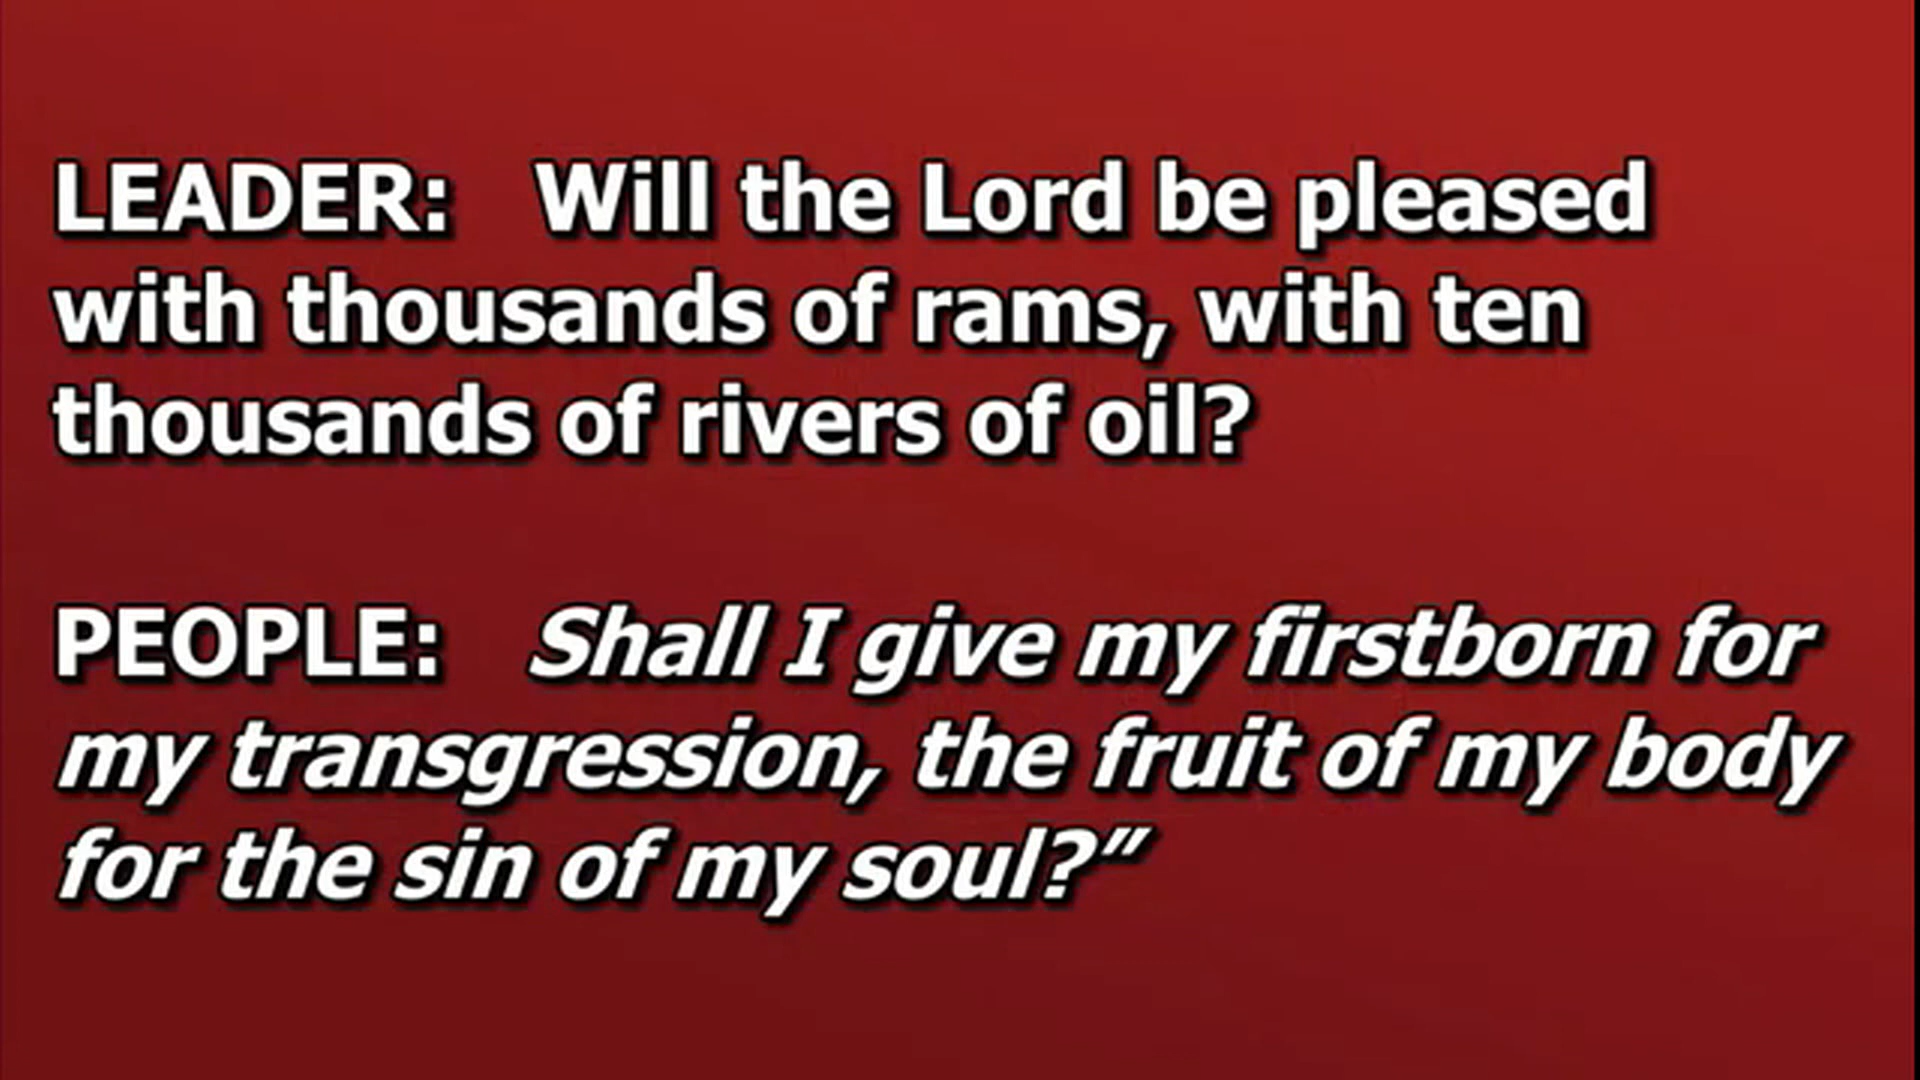 LEADER: Will the Lord be pleased
with thousands of rams, with ten
thousands of rivers of oil?
PEOPLE: Shall I give my firstborn for
my transgression, the fruit of my body
for the sin of my soul?”